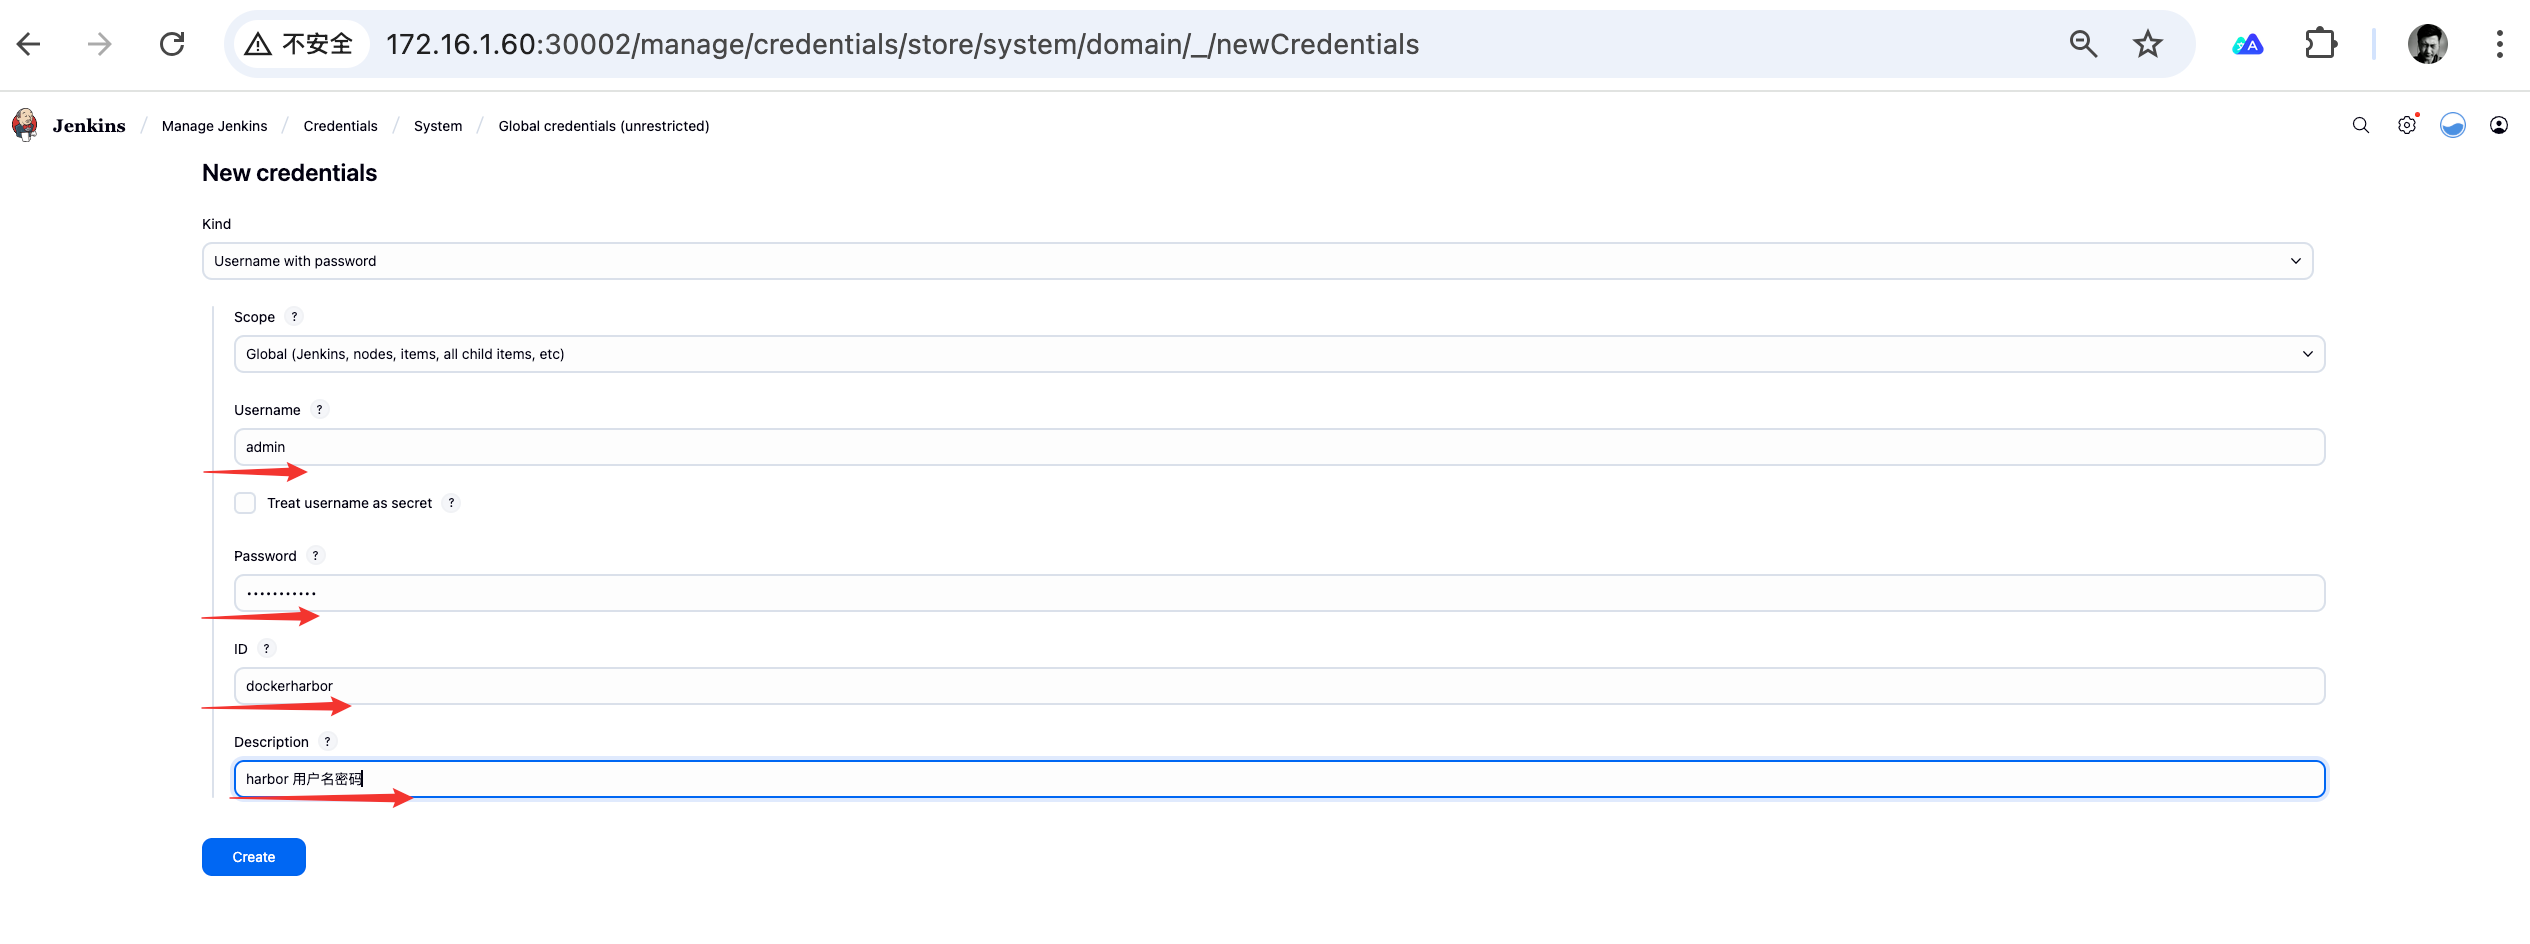 不安全 172.16.1.60:30002/manage/credentials/store/system/domain/_/newCredentials
Jenkins / Manage Jenkins / Credentials / System / Global credentials (unrestricted)
New credentials
Kind
Username with password
Scope ?
Global (Jenkins, nodes, items, all child items, etc)
Username ?
admin
Treat username as secret ?
Password ?
•••••••••••
ID ?
dockerharbor
Description ?
harbor 用户名密码
Create